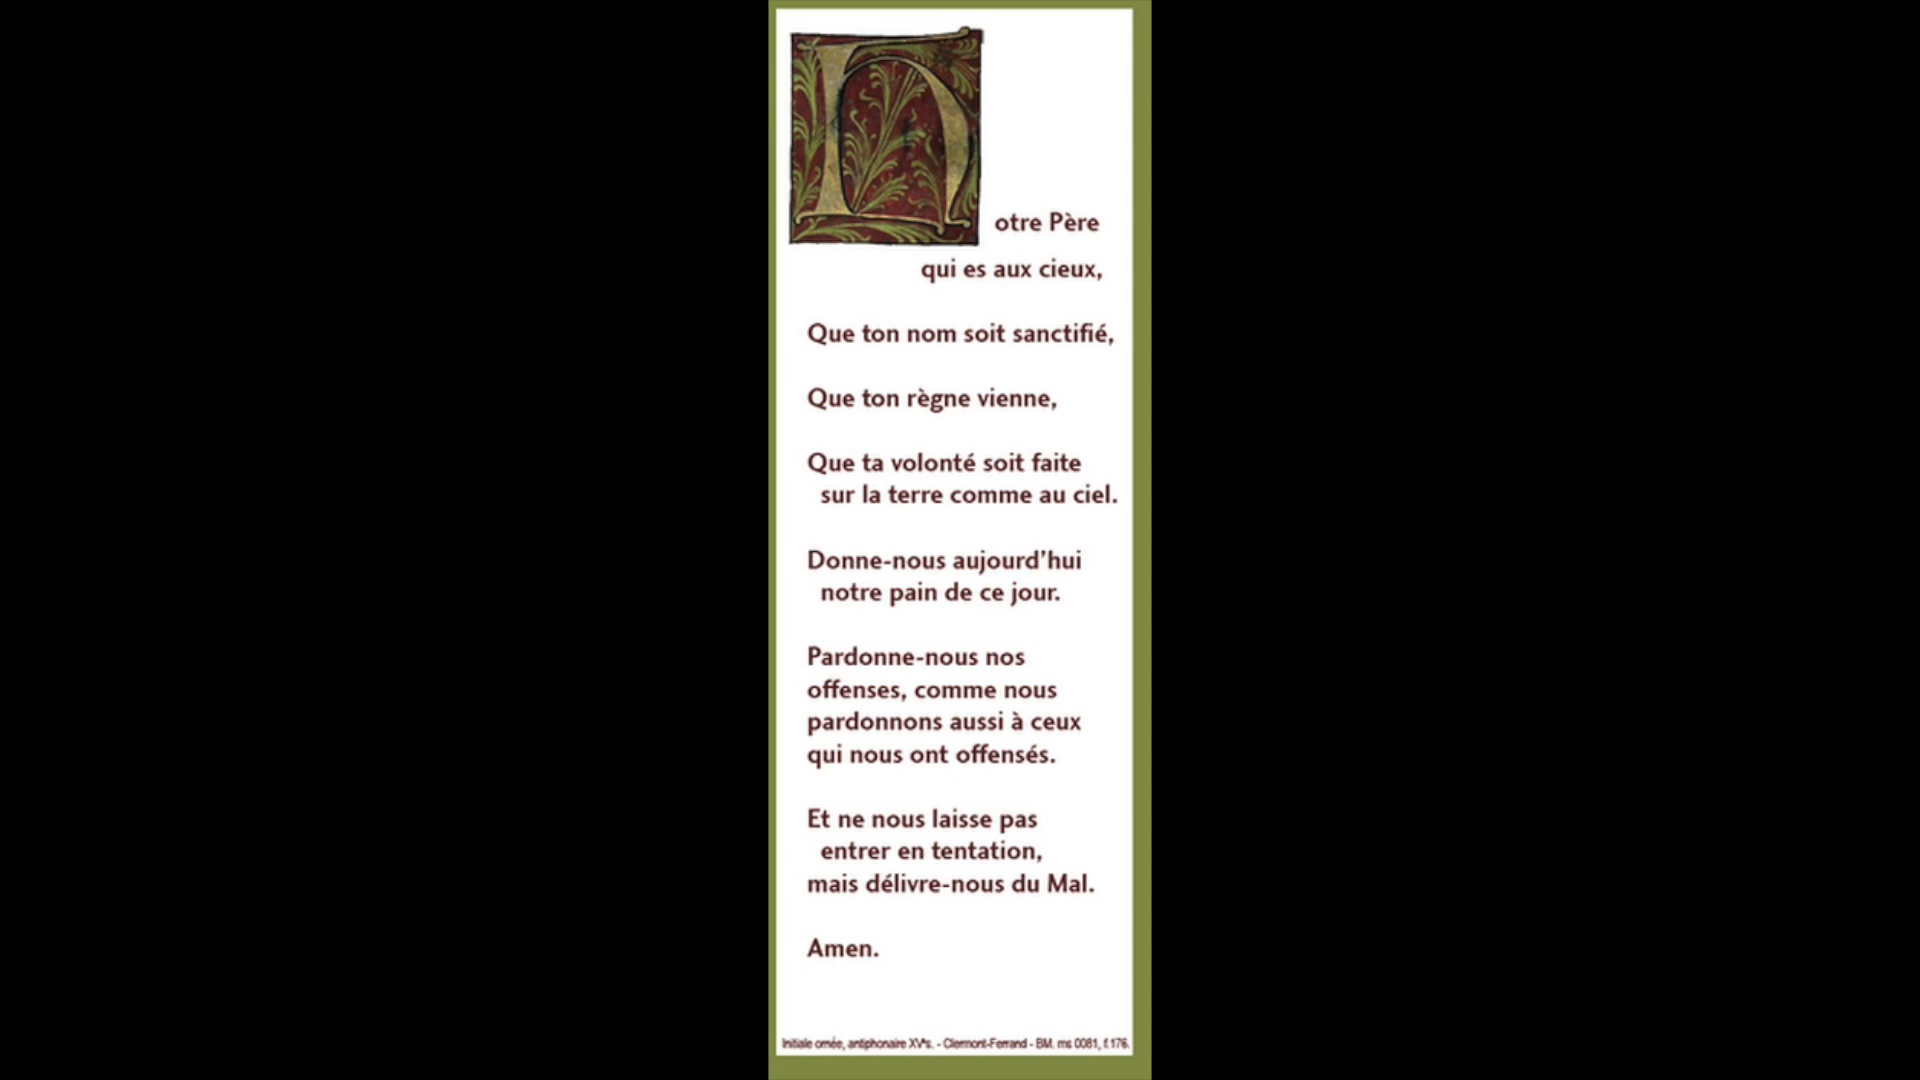 Notre Père
qui es aux cieux,
Que ton nom soit sanctifié,
Que ton règne vienne,
Que ta volonté soit faite
sur la terre comme au ciel.
Donne-nous aujourd'hui
notre pain de ce jour.
Pardonne-nous nos
offenses, comme nous
pardonnons aussi à ceux
qui nous ont offensés.
Et ne nous laisse pas
entrer en tentation,
mais délivre-nous du Mal.
Amen.
Initiale ornée, antiphonaire XVᵉs. - Clermont-Ferrand - BM. ms 0081, f.176.